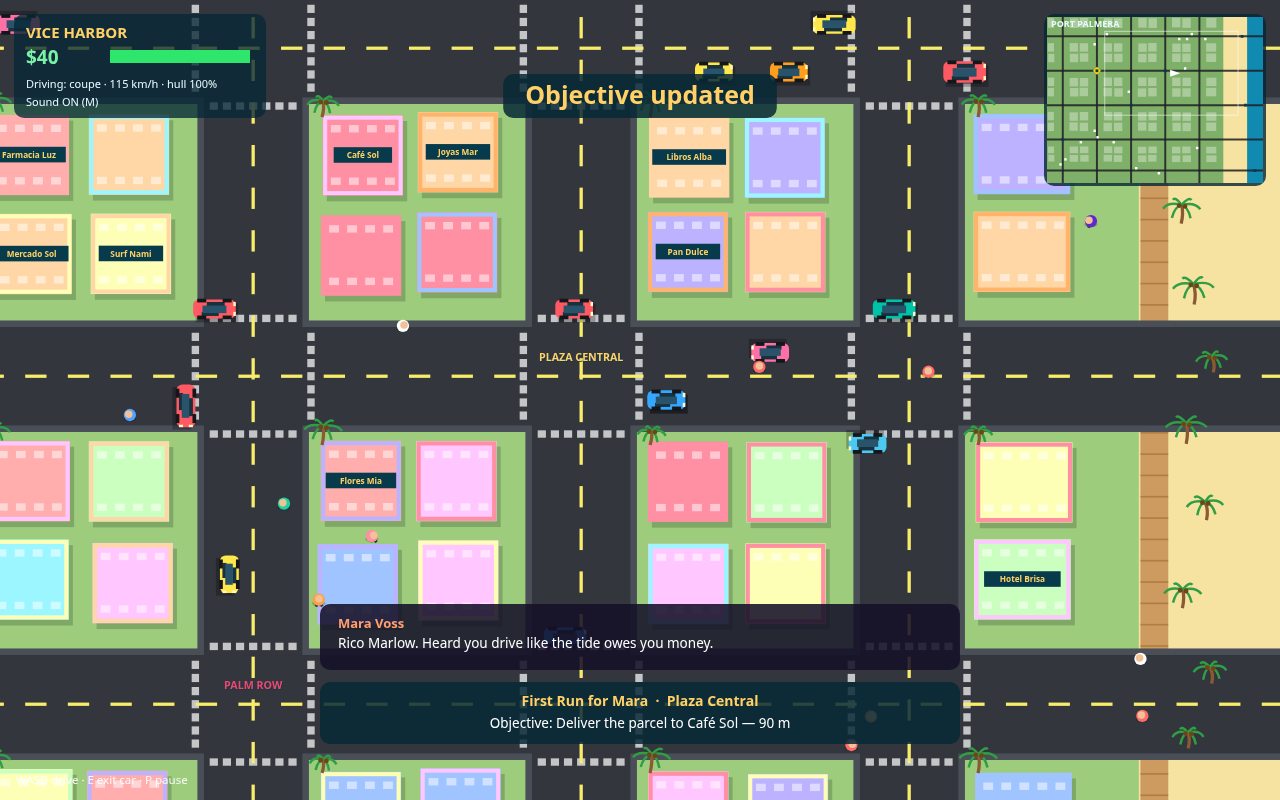 VICE HARBOR
$40
Driving: coupe · 115 km/h · hull 100%
Sound ON (M)
Objective updated
PORT PALMERA
Farmacia Luz
Café Sol
Joyas Mar
Libros Alba
Mercado Sol
Surf Nami
Pan Dulce
PLAZA CENTRAL
Flores Mia
Hotel Brisa
Mara Voss
Rico Marlow. Heard you drive like the tide owes you money.
PALM ROW
First Run for Mara · Plaza Central
Objective: Deliver the parcel to Café Sol — 90 m
E exit car · P pause